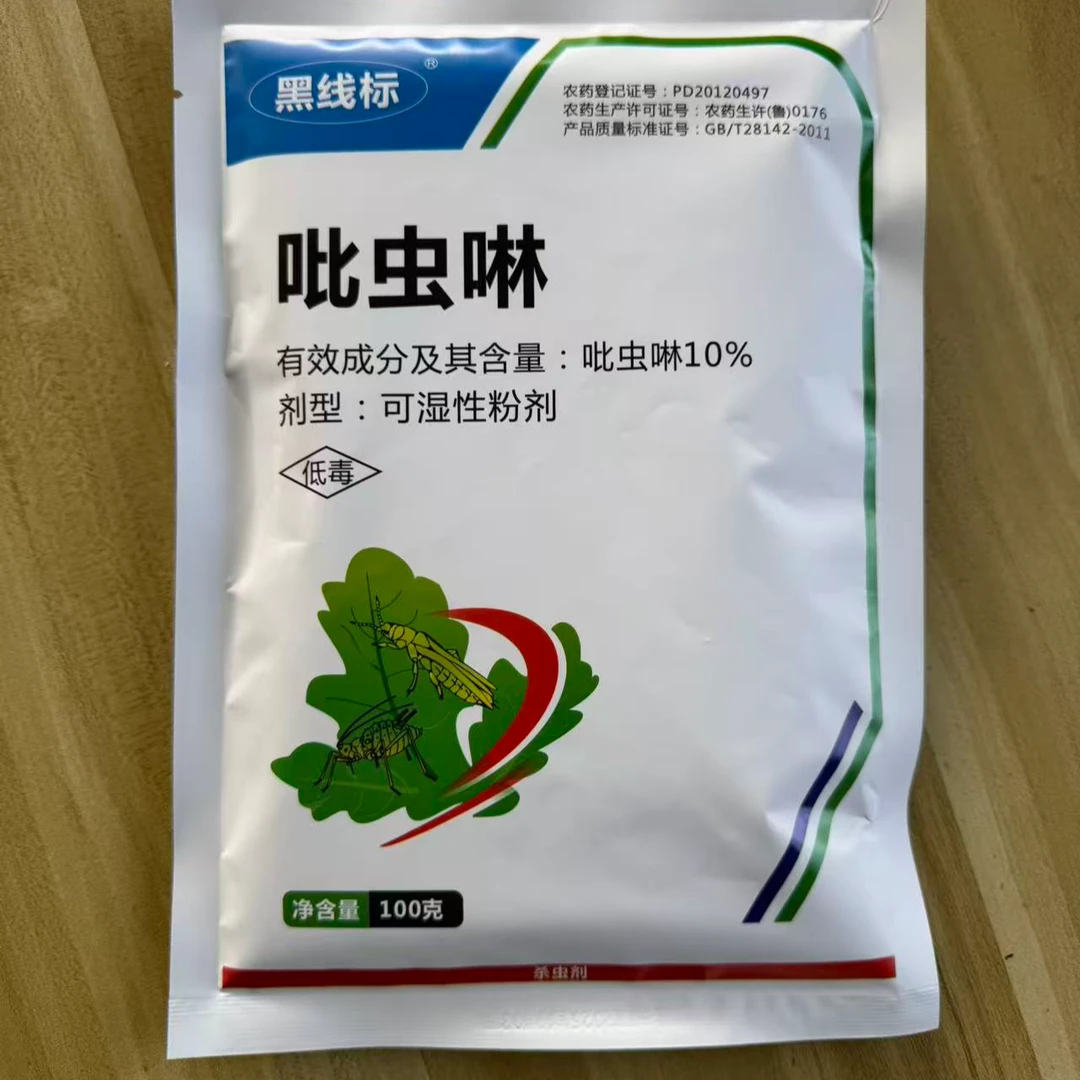 黑线标®
农药登记证号：PD20120497
农药生产许可证号：农药生许(鲁)0176
产品质量标准证号：GB/T28142-2011
吡虫啉
有效成分及其含量：吡虫啉10%
剂型：可湿性粉剂
低毒
净含量 100克
杀虫剂